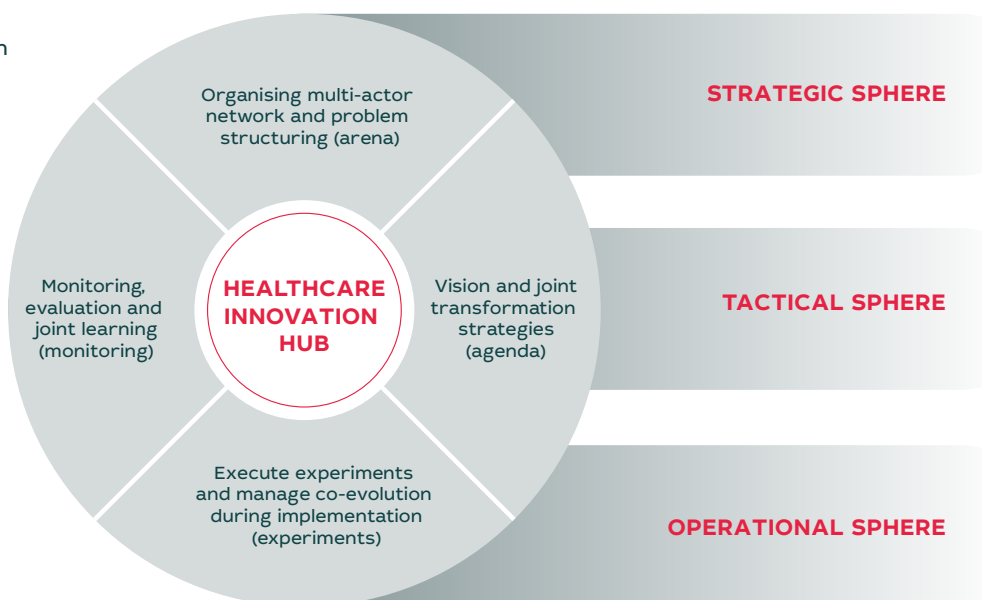 n
Organising multi-actor
network and problem
structuring (arena)
STRATEGIC SPHERE
Monitoring,
evaluation and
joint learning
(monitoring)
HEALTHCARE
INNOVATION
HUB
Vision and joint
transformation
strategies
(agenda)
TACTICAL SPHERE
Execute experiments
and manage co-evolution
during implementation
(experiments)
OPERATIONAL SPHERE